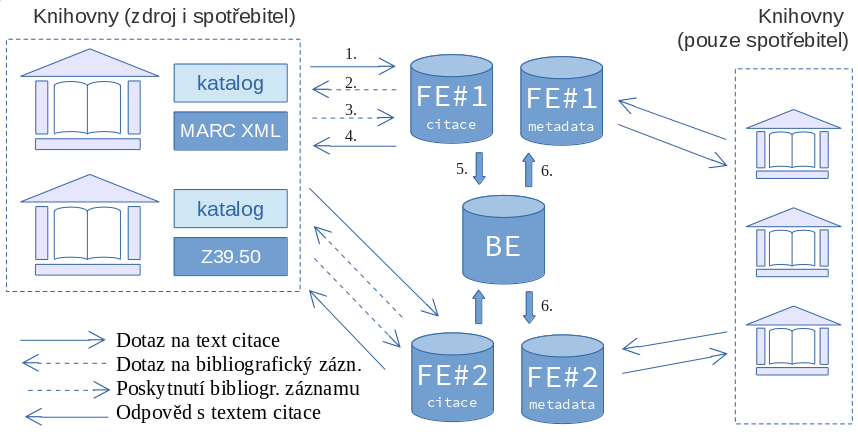 Knihovny (zdroj i spotřebitel)
Knihovny
(pouze spotřebitel)
katalog
MARC XML
katalog
Z39.50
1.
2.
3.
4.
FE#1
citace
FE#1
metadata
5.
6.
BE
6.
FE#2
citace
FE#2
metadata
Dotaz na text citace
Dotaz na bibliografický zázn.
Poskytnutí bibliogr. záznamu
Odpověd s textem citace